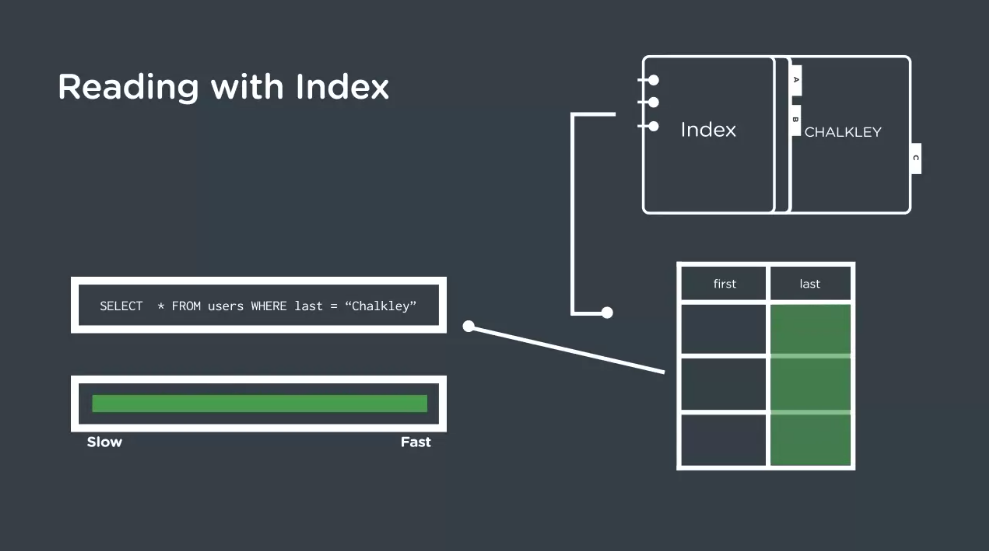 Reading with Index
A
B
C
Index
CHALKLEY
SELECT * FROM users WHERE last = “Chalkley”
first last
Slow Fast